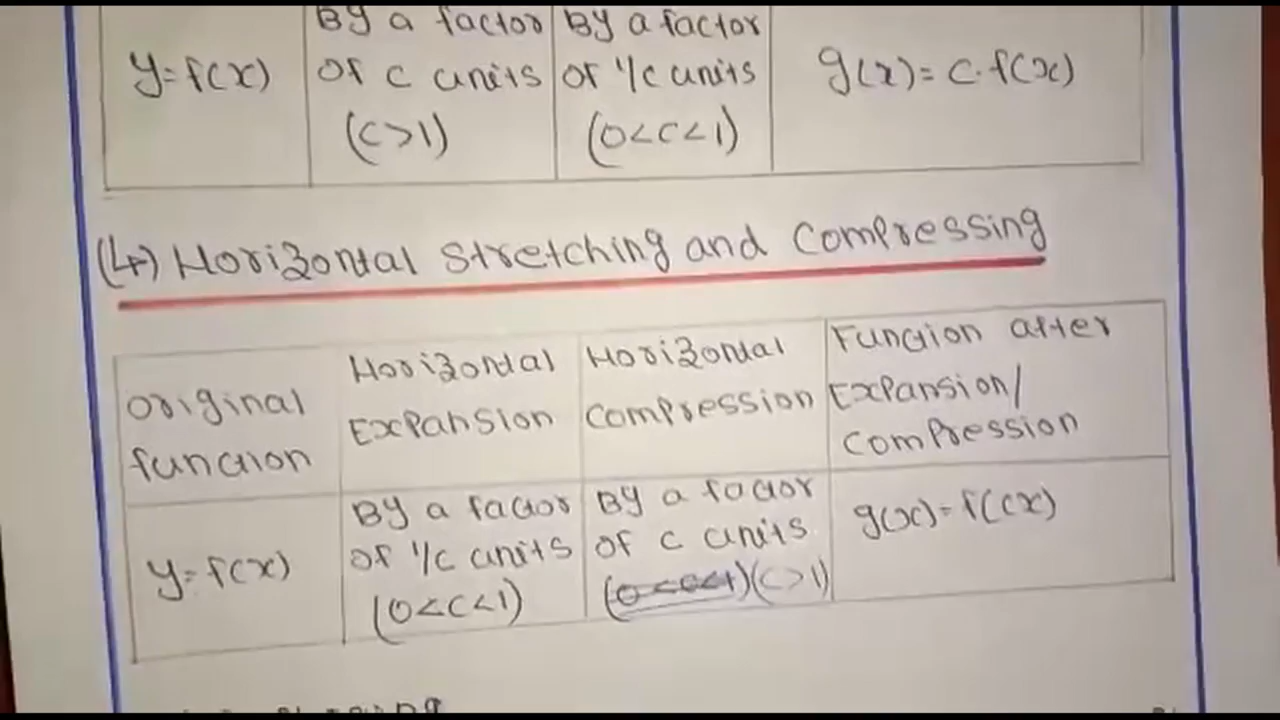 By a factor By a factor
y=f(x) of c units of 1/c units g(x)= c.f(x)
(c>1) (0<c<1)
(4) Horizontal Stretching and Compressing
Original function
Horizontal Expansion
Horizontal Compression
Function after Expansion/ Compression
y=f(x)
By a factor
of 1/c units
(0<c<1)
By a factor
of c units
(0<c<1)(c>1)
g(x)=f(cx)